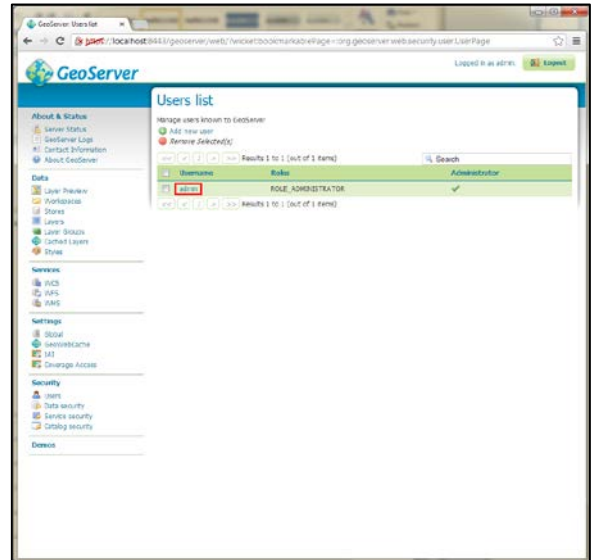 GeoServer: Users list
https://localhost:8443/geoserver/web/?wicket:bookmarkablePage=:org.geoserver.web.security.user.UserPage
GeoServer
Logged in as admin.
Logout
About & Status
Server Status
GeoServer Logs
Contact Information
About GeoServer
Data
Layer Preview
Workspaces
Stores
Layers
Layer Groups
Cached Layers
Styles
Services
WCS
WFS
WMS
Settings
Global
GeoWebCache
JAI
Coverage Access
Security
Users
Data security
Service security
Catalog security
Demos
Users list
Manage users known to GeoServer
Add new user
Remove Selected(s)
<< < 1 > >> Results 1 to 1 (out of 1 items)
Search
Username Roles Administrator
admin ROLE_ADMINISTRATOR
<< < 1 > >> Results 1 to 1 (out of 1 items)